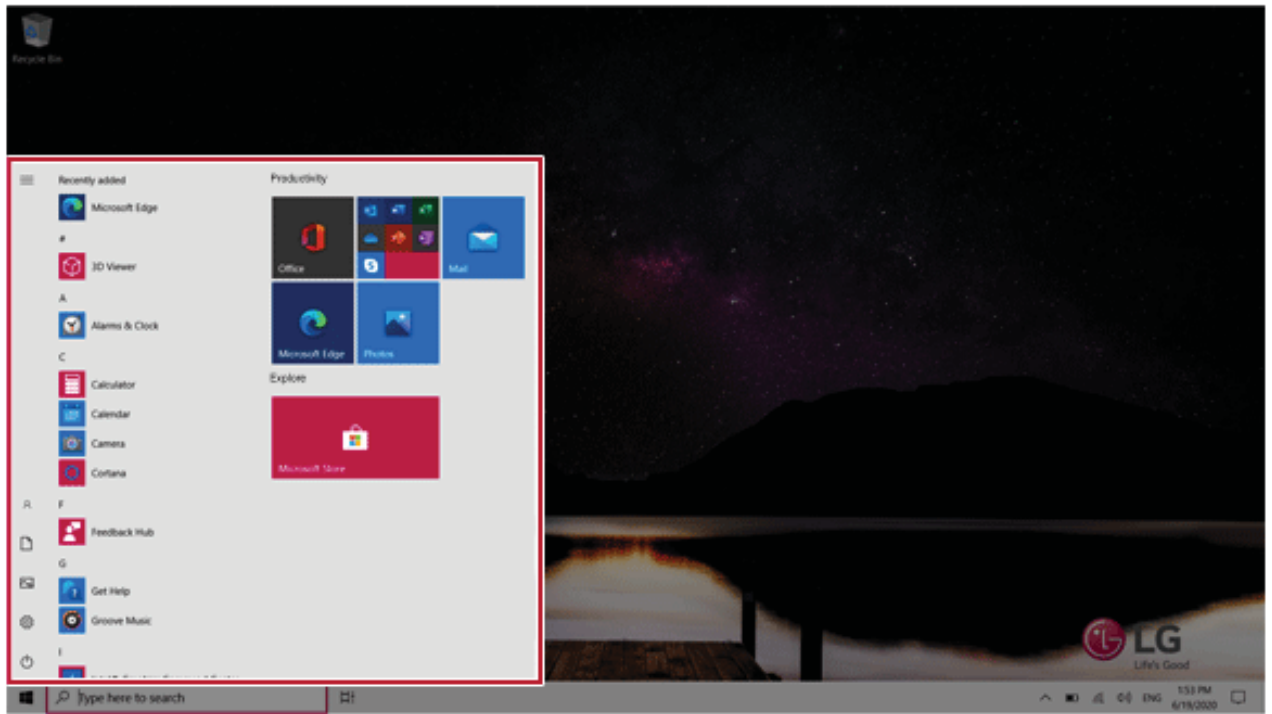 Recycle Bin
Recently added
Microsoft Edge
#
3D Viewer
A
Alarms & Clock
C
Calculator
Calendar
Camera
Cortana
F
Feedback Hub
G
Get Help
Groove Music
I
Productivity
Office
Mail
Microsoft Edge
Photos
Explore
Microsoft Store
LG
Life's Good
Type here to search
ENG
1:53 PM
6/19/2020